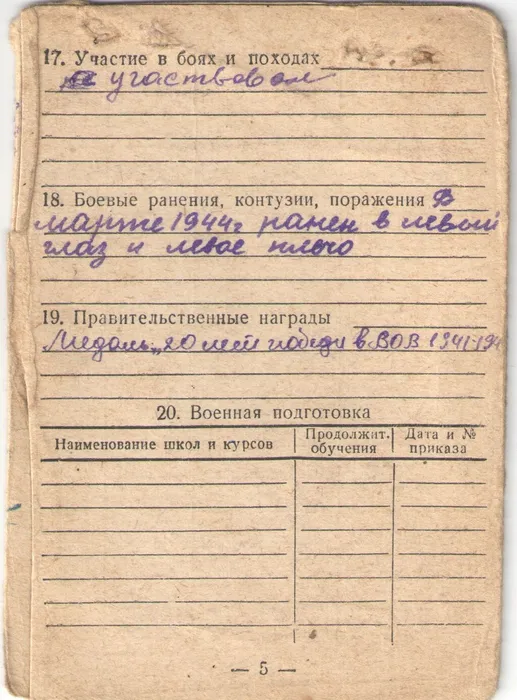 17. Участие в боях и походах
участвовал
18. Боевые ранения, контузии, поражения В
марте 1944г ранен в левый
глаз и левое плечо
19. Правительственные награды
Медаль „20 лет победы в ВОВ 1941-194
20. Военная подготовка
Наименование школ и курсов
Продолжит. обучения
Дата и № приказа
— 5 —